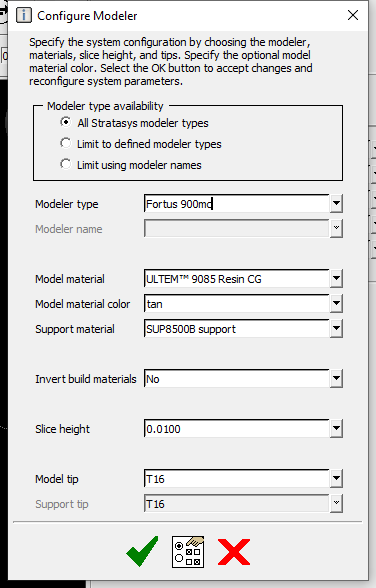 Configure Modeler
Specify the system configuration by choosing the modeler,
materials, slice height, and tips. Specify the optional model
material color. Select the OK button to accept changes and
reconfigure system parameters.
Modeler type availability
All Stratasys modeler types
Limit to defined modeler types
Limit using modeler names
Modeler type Fortus 900mc
Modeler name
Model material ULTEM™ 9085 Resin CG
Model material color tan
Support material SUP8500B support
Invert build materials No
Slice height 0.0100
Model tip T16
Support tip T16